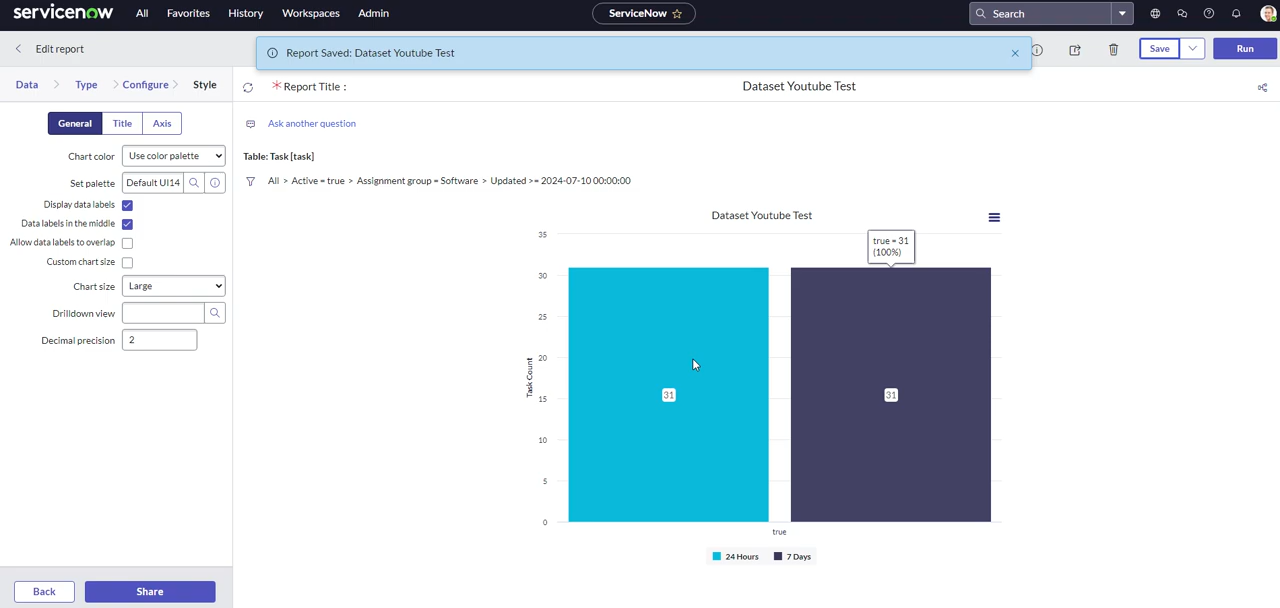 servicenow All Favorites History Workspaces Admin ServiceNow Search
Edit report Report Saved: Dataset Youtube Test Save Run
Data Type Configure Style
* Report Title : Dataset Youtube Test
General Title Axis
Ask another question
Chart color Use color palette
Table: Task [task]
Set palette Default UI14
All > Active = true > Assignment group = Software > Updated >= 2024-07-10 00:00:00
Display data labels
Data labels in the middle
Allow data labels to overlap
Custom chart size
Chart size Large
Drilldown view
Decimal precision 2
Dataset Youtube Test
true = 31
(100%)
35
30
25
20
15
10
5
0
Task Count
31 31
true
24 Hours 7 Days
Back Share